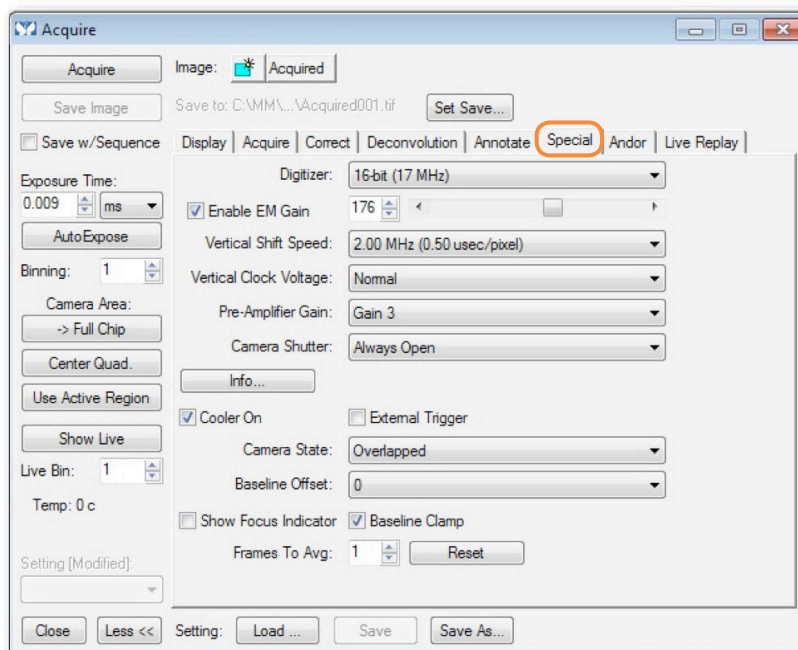 Acquire
Acquire
Image: Acquired
Save Image
Save to: C:\MM\...\Acquired001.tif
Set Save...
Save w/Sequence
Display
Acquire
Correct
Deconvolution
Annotate
Special
Andor
Live Replay
Exposure Time:
0.009
ms
AutoExpose
Binning: 1
Camera Area:
-> Full Chip
Center Quad.
Use Active Region
Show Live
Live Bin: 1
Temp: 0 c
Setting [Modified]:
Digitizer: 16-bit (17 MHz)
Enable EM Gain 176
Vertical Shift Speed: 2.00 MHz (0.50 usec/pixel)
Vertical Clock Voltage: Normal
Pre-Amplifier Gain: Gain 3
Camera Shutter: Always Open
Info...
Cooler On
External Trigger
Camera State: Overlapped
Baseline Offset: 0
Show Focus Indicator
Baseline Clamp
Frames To Avg: 1
Reset
Close
Less <<
Setting:
Load ...
Save
Save As...